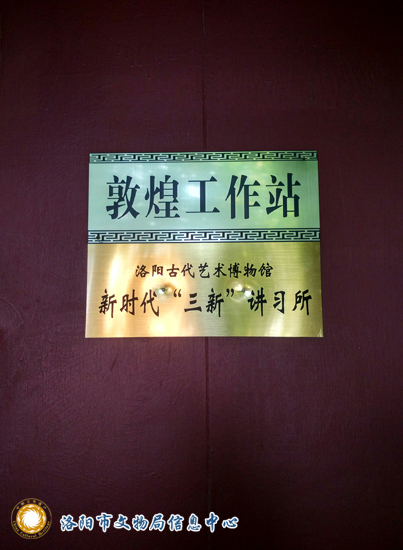 敦煌工作站
洛阳古代艺术博物馆
新时代“三新”讲习所
洛阳市文物局信息中心